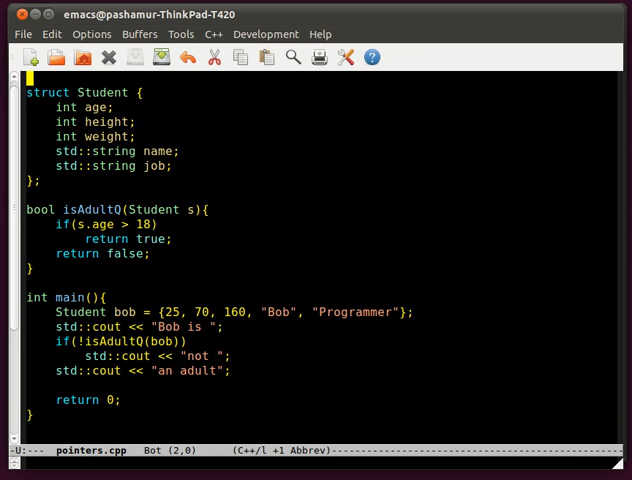 emacs@pashamur-ThinkPad-T420
File Edit Options Buffers Tools C++ Development Help
struct Student {
    int age;
    int height;
    int weight;
    std::string name;
    std::string job;
};
bool isAdultQ(Student s){
    if(s.age > 18)
        return true;
    return false;
}
int main(){
    Student bob = {25, 70, 160, "Bob", "Programmer"};
    std::cout << "Bob is ";
    if(!isAdultQ(bob))
        std::cout << "not ";
    std::cout << "an adult";
    return 0;
}
-U:--- pointers.cpp Bot (2,0) (C++/l +1 Abbrev)------------------------------------------